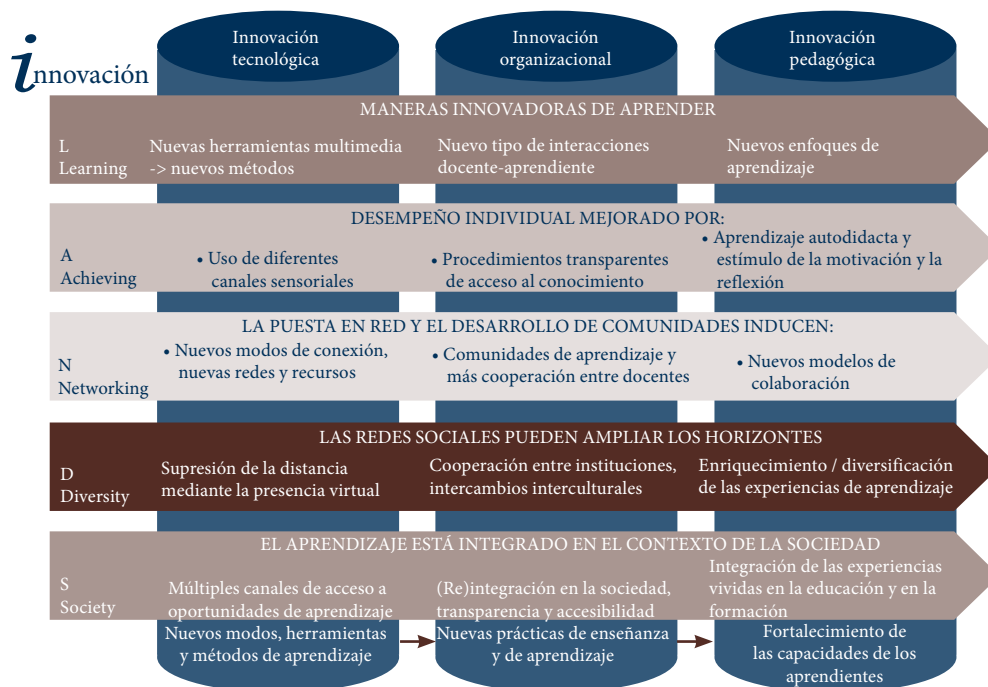 innovación
Innovación
tecnológica
Innovación
organizacional
Innovación
pedagógica
MANERAS INNOVADORAS DE APRENDER
L
Learning
Nuevas herramientas multimedia
-> nuevos métodos
Nuevo tipo de interacciones
docente-aprendiente
Nuevos enfoques de
aprendizaje
DESEMPEÑO INDIVIDUAL MEJORADO POR:
A
Achieving
• Uso de diferentes
canales sensoriales
• Procedimientos transparentes
de acceso al conocimiento
• Aprendizaje autodidacta y
estímulo de la motivación y la
reflexión
LA PUESTA EN RED Y EL DESARROLLO DE COMUNIDADES INDUCEN:
N
Networking
• Nuevos modos de conexión,
nuevas redes y recursos
• Comunidades de aprendizaje y
más cooperación entre docentes
• Nuevos modelos de
colaboración
LAS REDES SOCIALES PUEDEN AMPLIAR LOS HORIZONTES
D
Diversity
Supresión de la distancia
mediante la presencia virtual
Cooperación entre instituciones,
intercambios interculturales
Enriquecimiento / diversificación
de las experiencias de aprendizaje
EL APRENDIZAJE ESTÁ INTEGRADO EN EL CONTEXTO DE LA SOCIEDAD
S
Society
Múltiples canales de acceso a
oportunidades de aprendizaje
(Re)integración en la sociedad,
transparencia y accesibilidad
Integración de las experiencias
vividas en la educación y en la
formación
Nuevos modos, herramientas
y métodos de aprendizaje
Nuevas prácticas de enseñanza
y de aprendizaje
Fortalecimiento de
las capacidades de los
aprendientes